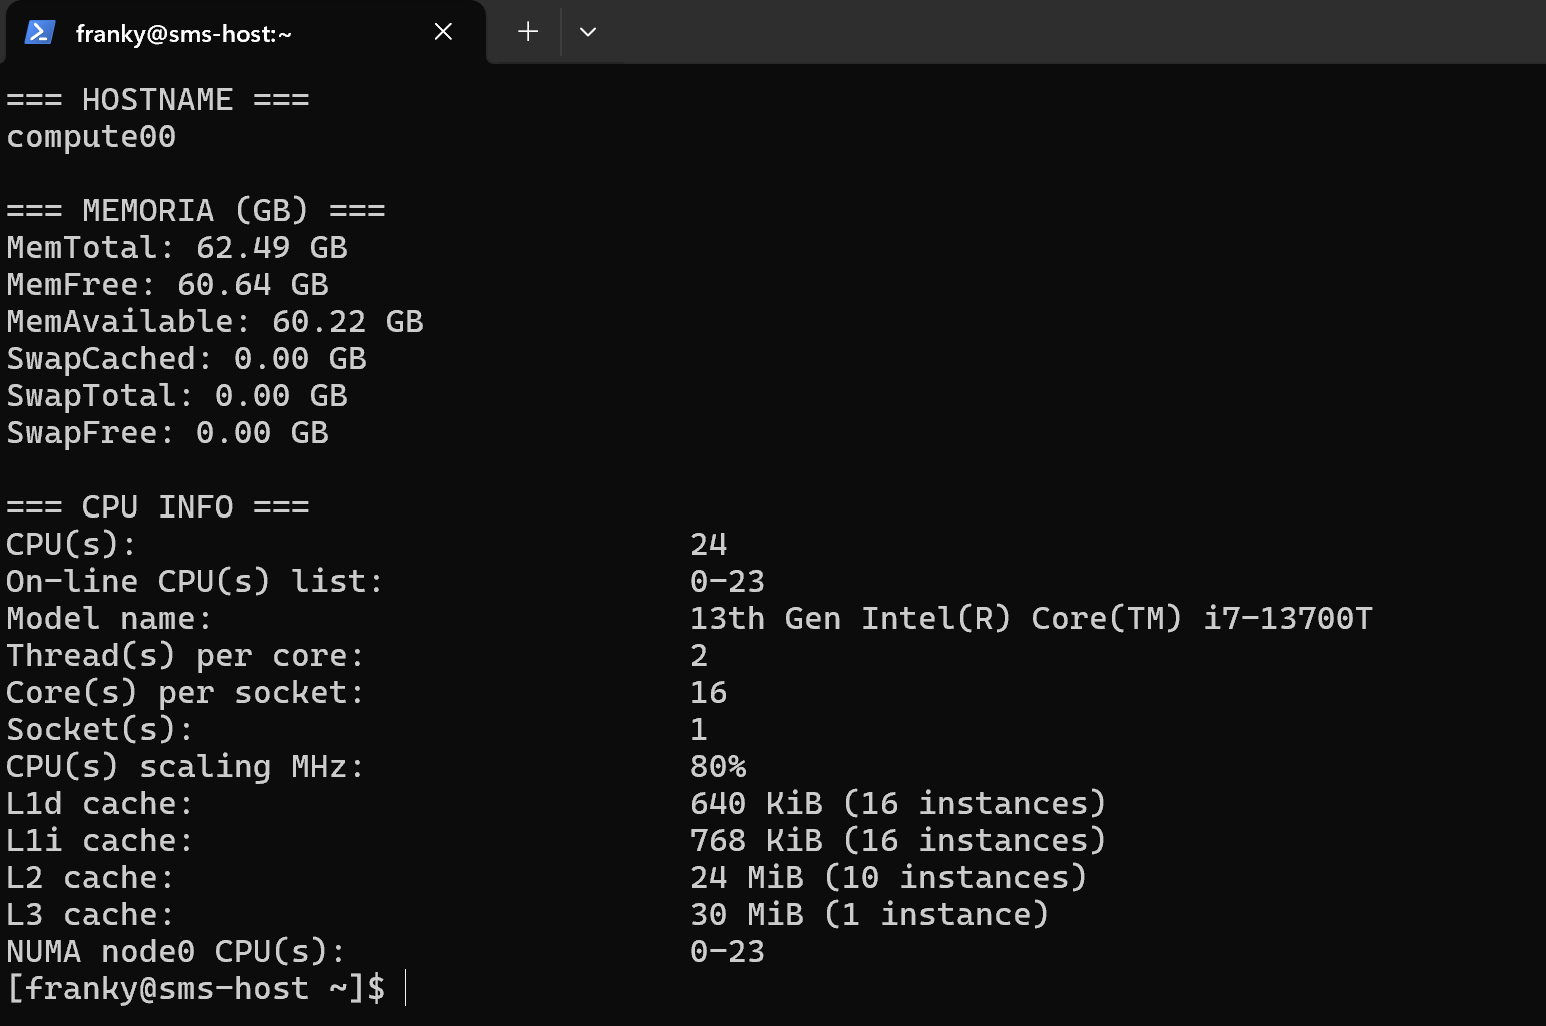 franky@sms-host:~
=== HOSTNAME ===
compute00
=== MEMORIA (GB) ===
MemTotal: 62.49 GB
MemFree: 60.64 GB
MemAvailable: 60.22 GB
SwapCached: 0.00 GB
SwapTotal: 0.00 GB
SwapFree: 0.00 GB
=== CPU INFO ===
CPU(s): 24
On-line CPU(s) list: 0-23
Model name: 13th Gen Intel(R) Core(TM) i7-13700T
Thread(s) per core: 2
Core(s) per socket: 16
Socket(s): 1
CPU(s) scaling MHz: 80%
L1d cache: 640 KiB (16 instances)
L1i cache: 768 KiB (16 instances)
L2 cache: 24 MiB (10 instances)
L3 cache: 30 MiB (1 instance)
NUMA node0 CPU(s): 0-23
[franky@sms-host ~]$